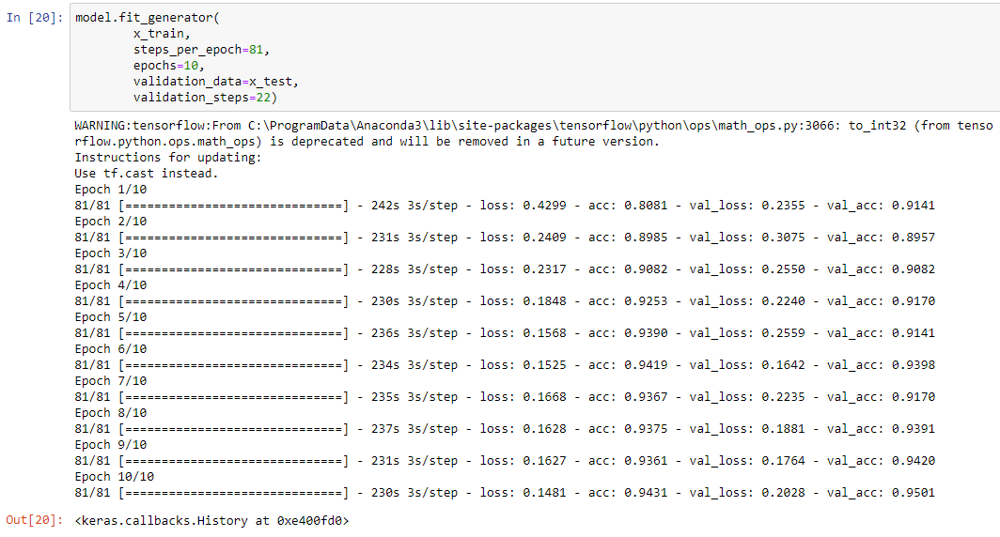 In [20]: model.fit_generator(
x_train,
steps_per_epoch=81,
epochs=10,
validation_data=x_test,
validation_steps=22)
WARNING:tensorflow:From C:\ProgramData\Anaconda3\lib\site-packages\tensorflow\python\ops\math_ops.py:3066: to_int32 (from tenso
rflow.python.ops.math_ops) is deprecated and will be removed in a future version.
Instructions for updating:
Use tf.cast instead.
Epoch 1/10
81/81 [==============================] - 242s 3s/step - loss: 0.4299 - acc: 0.8081 - val_loss: 0.2355 - val_acc: 0.9141
Epoch 2/10
81/81 [==============================] - 231s 3s/step - loss: 0.2409 - acc: 0.8985 - val_loss: 0.3075 - val_acc: 0.8957
Epoch 3/10
81/81 [==============================] - 228s 3s/step - loss: 0.2317 - acc: 0.9082 - val_loss: 0.2550 - val_acc: 0.9082
Epoch 4/10
81/81 [==============================] - 230s 3s/step - loss: 0.1848 - acc: 0.9253 - val_loss: 0.2240 - val_acc: 0.9170
Epoch 5/10
81/81 [==============================] - 236s 3s/step - loss: 0.1568 - acc: 0.9390 - val_loss: 0.2559 - val_acc: 0.9141
Epoch 6/10
81/81 [==============================] - 234s 3s/step - loss: 0.1525 - acc: 0.9419 - val_loss: 0.1642 - val_acc: 0.9398
Epoch 7/10
81/81 [==============================] - 235s 3s/step - loss: 0.1668 - acc: 0.9367 - val_loss: 0.2235 - val_acc: 0.9170
Epoch 8/10
81/81 [==============================] - 237s 3s/step - loss: 0.1628 - acc: 0.9375 - val_loss: 0.1881 - val_acc: 0.9391
Epoch 9/10
81/81 [==============================] - 231s 3s/step - loss: 0.1627 - acc: 0.9361 - val_loss: 0.1764 - val_acc: 0.9420
Epoch 10/10
81/81 [==============================] - 230s 3s/step - loss: 0.1481 - acc: 0.9431 - val_loss: 0.2028 - val_acc: 0.9501
Out[20]: <keras.callbacks.History at 0xe400fd0>